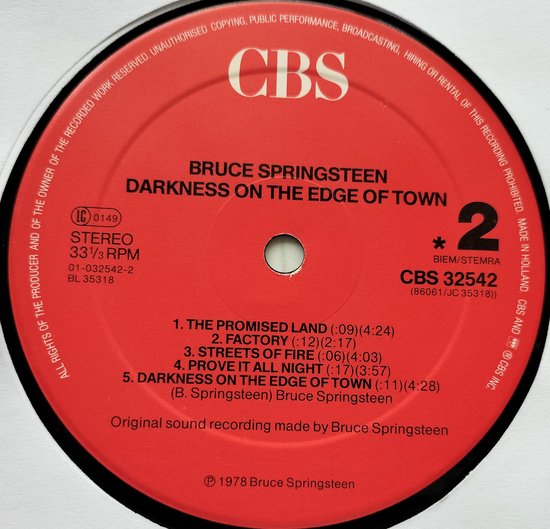 ALL RIGHTS OF THE PRODUCER AND OF THE OWNER OF THE RECORDED WORK RESERVED. UNAUTHORISED COPYING, PUBLIC PERFORMANCE, BROADCASTING, HIRING OR RENTAL OF THIS RECORDING PROHIBITED. MADE IN HOLLAND. CBS AND ARE ℗ CBS INC.
CBS
BRUCE SPRINGSTEEN
DARKNESS ON THE EDGE OF TOWN
LC 0149
STEREO
33 1/3 RPM
01-032542-2
BL 35318
* 2
BIEM/STEMRA
CBS 32542
(86061/JC 35318))
1. THE PROMISED LAND (:09)(4:24)
2. FACTORY (:12)(2:17)
3. STREETS OF FIRE (:06)(4:03)
4. PROVE IT ALL NIGHT (:17)(3:57)
5. DARKNESS ON THE EDGE OF TOWN (:11)(4:28)
(B. Springsteen) Bruce Springsteen
Original sound recording made by Bruce Springsteen
℗ 1978 Bruce Springsteen